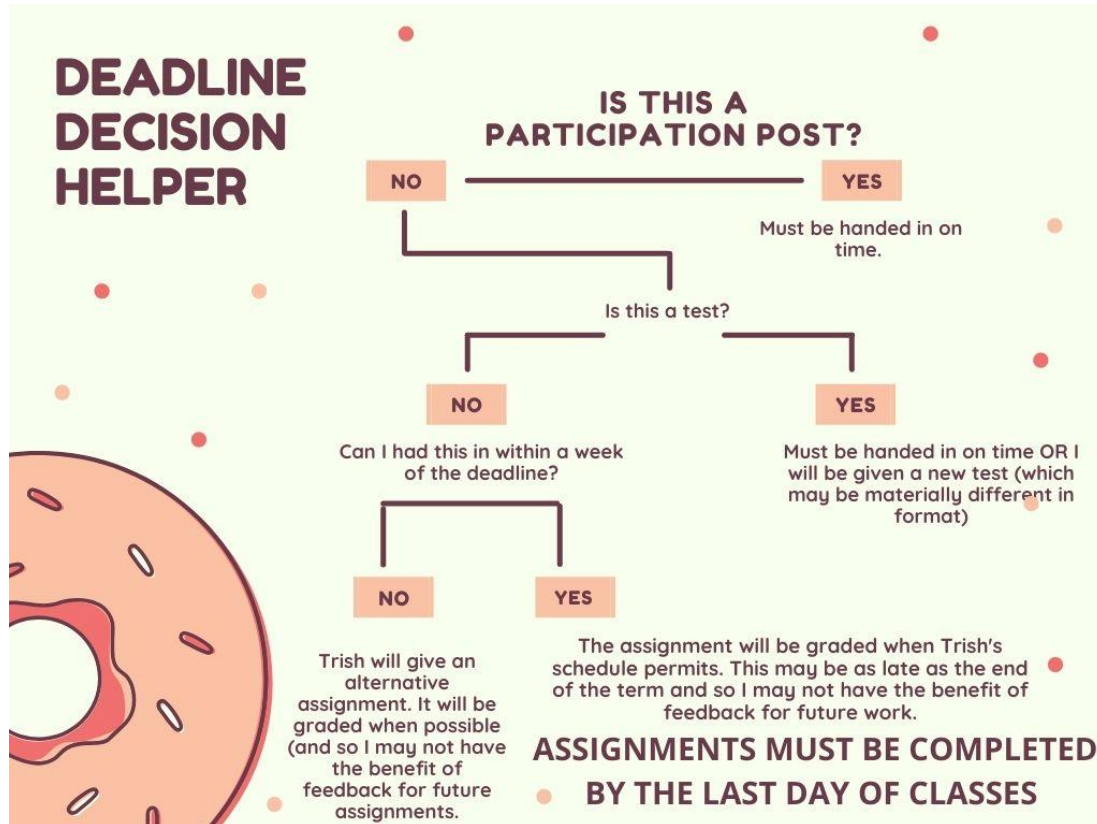 DEADLINE
DECISION
HELPER
IS THIS A
PARTICIPATION POST?
NO
YES
Must be handed in on
time.
Is this a test?
NO
YES
Can I had this in within a week
of the deadline?
Must be handed in on time OR I
will be given a new test (which
may be materially different in
format)
NO
YES
Trish will give an
alternative
assignment. It will be
graded when possible
(and so I may not have
the benefit of
feedback for future
assignments.
The assignment will be graded when Trish's
schedule permits. This may be as late as the end
of the term and so I may not have the benefit of
feedback for future work.
ASSIGNMENTS MUST BE COMPLETED
BY THE LAST DAY OF CLASSES